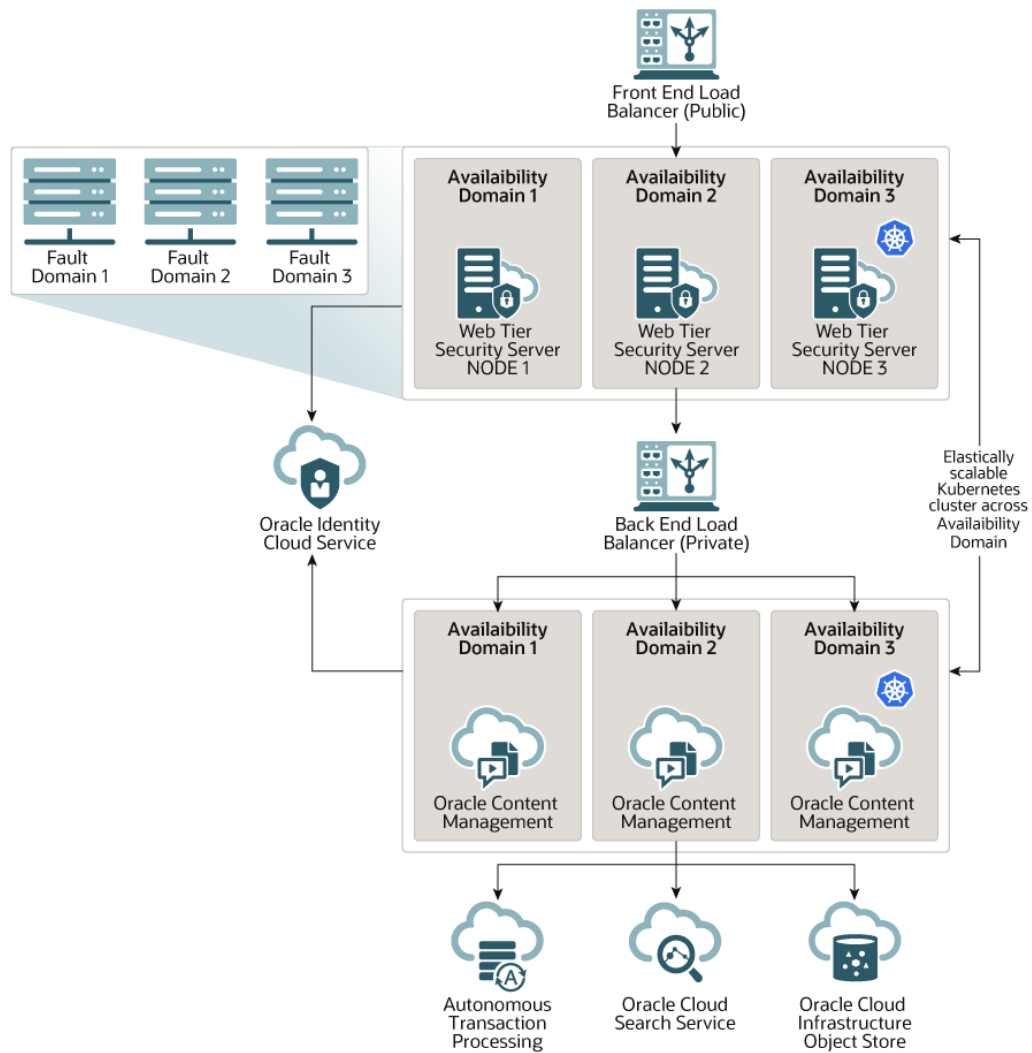 Front End Load
Balancer (Public)
Fault
Domain 1
Fault
Domain 2
Fault
Domain 3
Availaibility
Domain 1
Availaibility
Domain 2
Availaibility
Domain 3
Web Tier
Security Server
NODE 1
Web Tier
Security Server
NODE 2
Web Tier
Security Server
NODE 3
Oracle Identity
Cloud Service
Back End Load
Balancer (Private)
Elastically
scalable
Kubernetes
cluster across
Availaibility
Domain
Availaibility
Domain 1
Availaibility
Domain 2
Availaibility
Domain 3
Oracle Content
Management
Oracle Content
Management
Oracle Content
Management
A
Autonomous
Transaction
Processing
Oracle Cloud
Search Service
Oracle Cloud
Infrastructure
Object Store